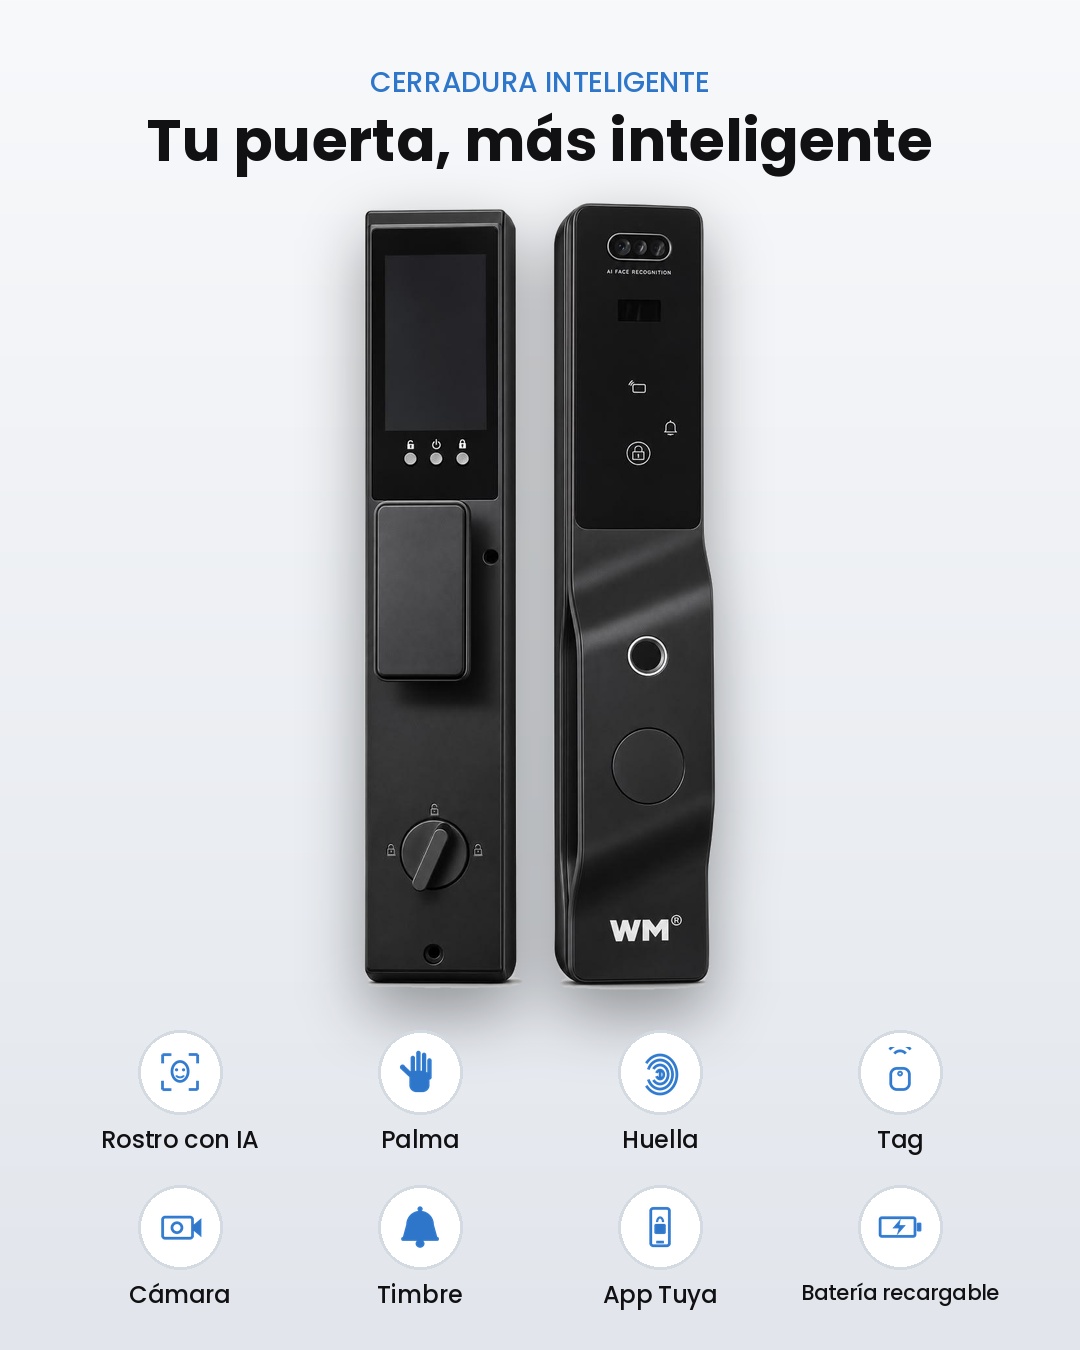 CERRADURA INTELIGENTE
Tu puerta, más inteligente
AI FACE RECOGNITION
WM®
Rostro con IA
Palma
Huella
Tag
Cámara
Timbre
App Tuya
Batería recargable